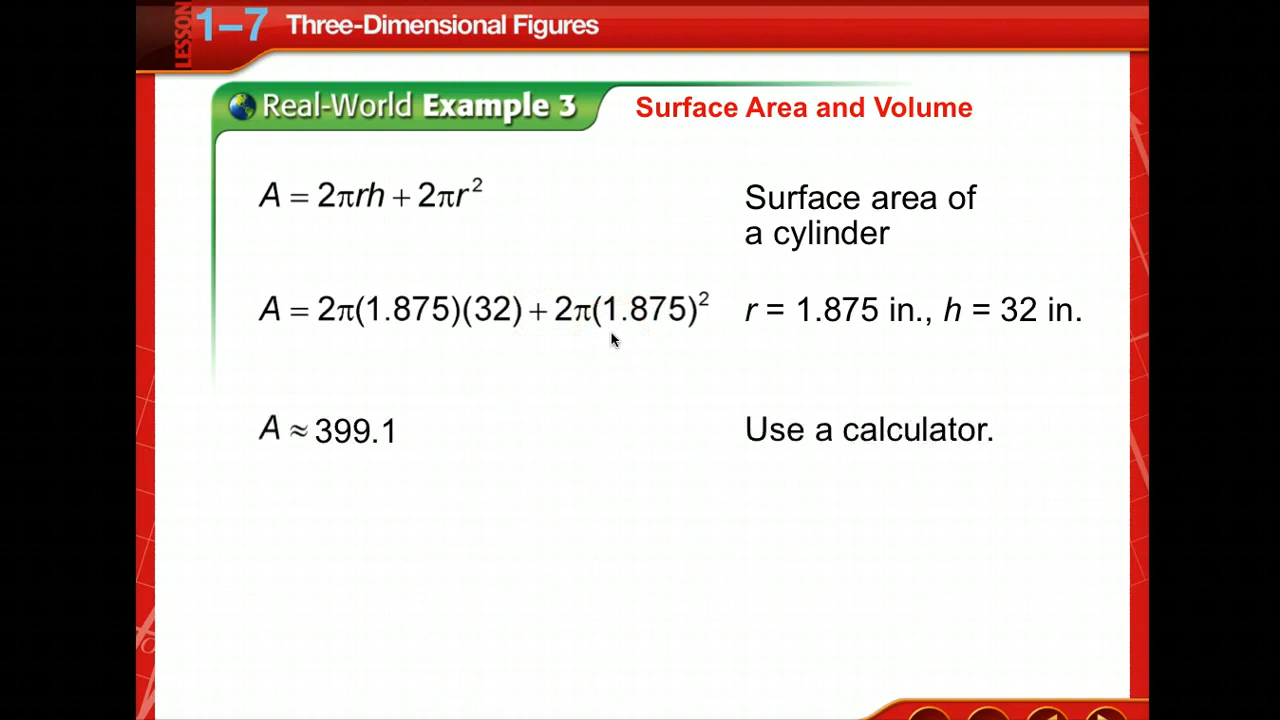 LESSON 1–7 Three-Dimensional Figures
Real-World Example 3 Surface Area and Volume
A = 2πrh + 2πr² Surface area of
a cylinder
A = 2π(1.875)(32) + 2π(1.875)² r = 1.875 in., h = 32 in.
A ≈ 399.1 Use a calculator.